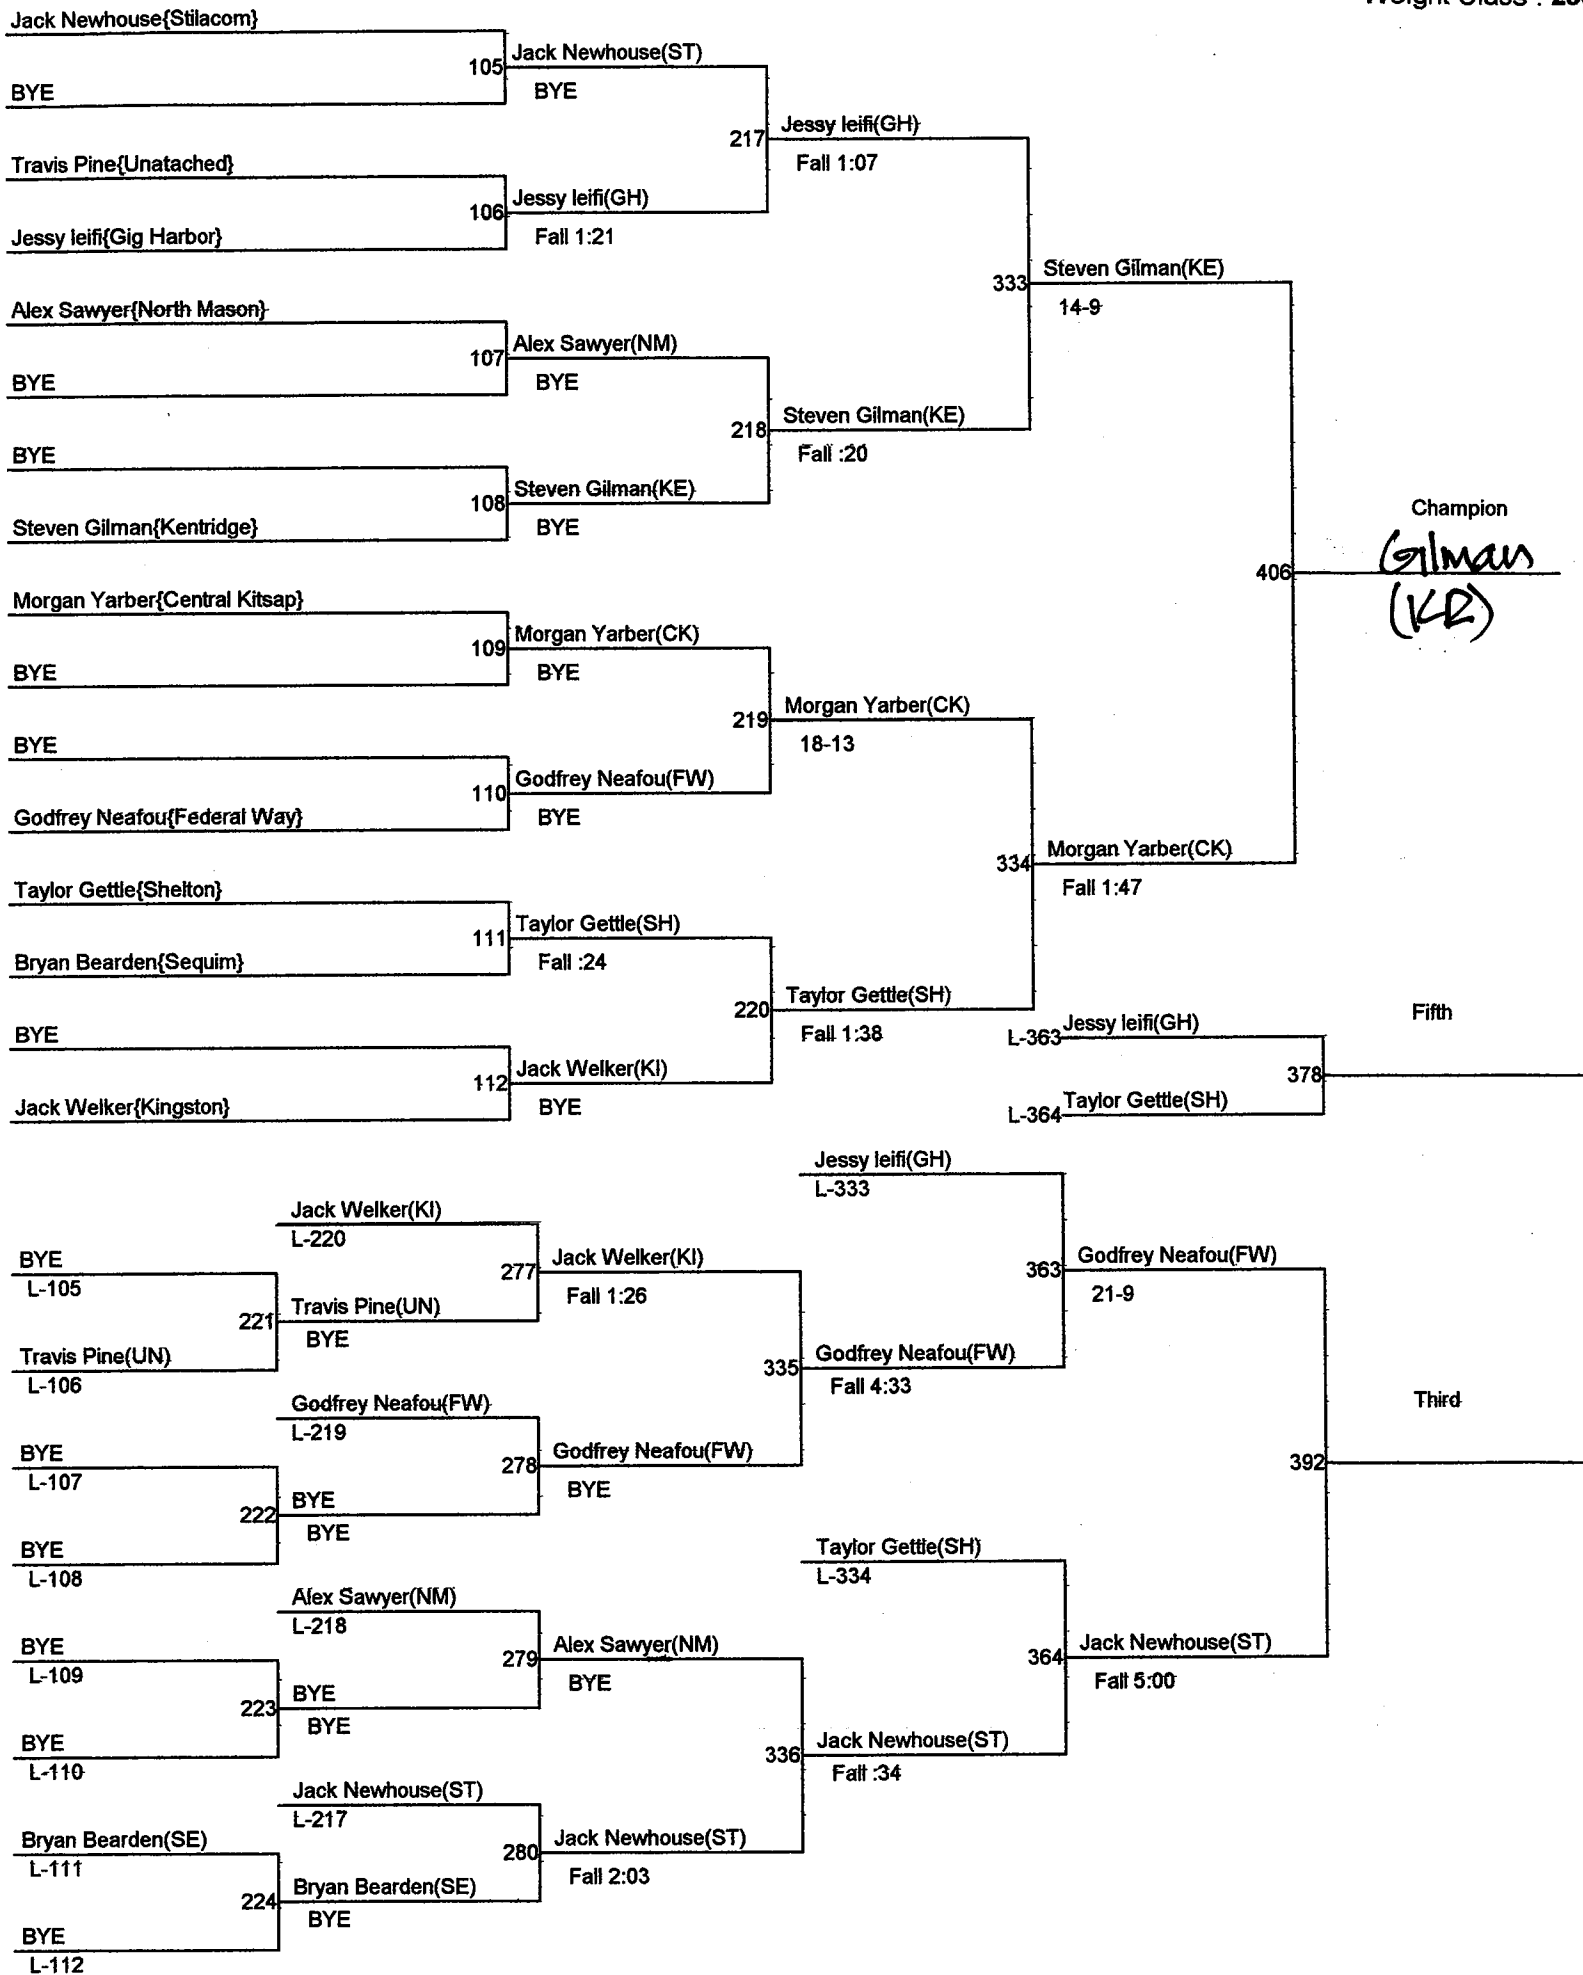 Weight Class :
Jack Newhouse{Stilacom}
105
Jack Newhouse(ST)
BYE
BYE
217
Jessy leifi(GH)
Fall 1:07
Travis Pine{Unatached}
106
Jessy leifi(GH)
Fall 1:21
Jessy leifi{Gig Harbor}
333
Steven Gilman(KE)
14-9
Alex Sawyer{North Mason}
107
Alex Sawyer(NM)
BYE
BYE
218
Steven Gilman(KE)
Fall :20
BYE
108
Steven Gilman(KE)
BYE
Steven Gilman{Kentridge}
Champion
406
Gilman
(KR)
Morgan Yarber{Central Kitsap}
109
Morgan Yarber(CK)
BYE
BYE
219
Morgan Yarber(CK)
18-13
BYE
110
Godfrey Neafou(FW)
BYE
Godfrey Neafou{Federal Way}
334
Morgan Yarber(CK)
Fall 1:47
Taylor Gettle{Shelton}
111
Taylor Gettle(SH)
Fall :24
Bryan Bearden{Sequim}
220
Taylor Gettle(SH)
Fall 1:38
BYE
112
Jack Welker(KI)
BYE
Jack Welker{Kingston}
Fifth
L-363
Jessy leifi(GH)
378
L-364
Taylor Gettle(SH)
Jessy leifi(GH)
L-333
Jack Welker(KI)
L-220
BYE
L-105
277
Jack Welker(KI)
Fall 1:26
363
Godfrey Neafou(FW)
21-9
221
Travis Pine(UN)
BYE
Travis Pine(UN)
L-106
335
Godfrey Neafou(FW)
Fall 4:33
Godfrey Neafou(FW)
L-219
Third
BYE
L-107
278
Godfrey Neafou(FW)
BYE
392
222
BYE
BYE
BYE
L-108
Taylor Gettle(SH)
L-334
Alex Sawyer(NM)
L-218
BYE
L-109
279
Alex Sawyer(NM)
BYE
364
Jack Newhouse(ST)
Fall 5:00
223
BYE
BYE
BYE
L-110
336
Jack Newhouse(ST)
Fall :34
Jack Newhouse(ST)
L-217
Bryan Bearden(SE)
L-111
280
Jack Newhouse(ST)
Fall 2:03
224
Bryan Bearden(SE)
BYE
BYE
L-112